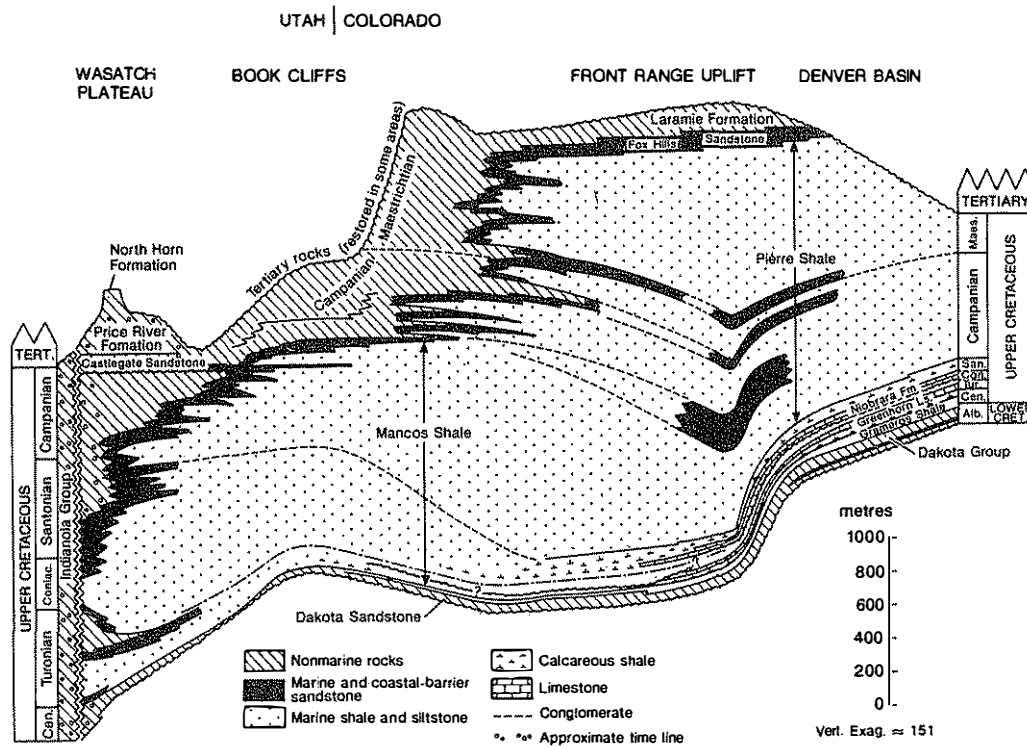 UTAH | COLORADO
WASATCH
PLATEAU
BOOK CLIFFS
FRONT RANGE UPLIFT
DENVER BASIN
Laramie Formation
Fox Hills
Sandstone
Tertiary rocks (restored in some areas)
Maestrichtian
Campanian
North Horn
Formation
Price River
Fomation
Castlegate Sandstone
TERT.
Campanian
Santonian
Coniac.
Turonian
Cen.
UPPER CRETACEOUS
Indianola Group
Mancos Shale
Pierre Shale
TERTIARY
Maes.
Campanian
San.
Con.
Tur.
Cen.
Alb.
UPPER CRETACEOUS
LOWER
CRET.
Niobrara Fm
Greenhorn Ls
Graneros Shale
Dakota Group
Dakota Sandstone
?
metres
1000
800
600
400
200
0
Nonmarine rocks
Marine and coastal-barrier
sandstone
Marine shale and siltstone
Calcareous shale
Limestone
Conglomerate
Approximate time line
Verl. Exag. ≈ 151